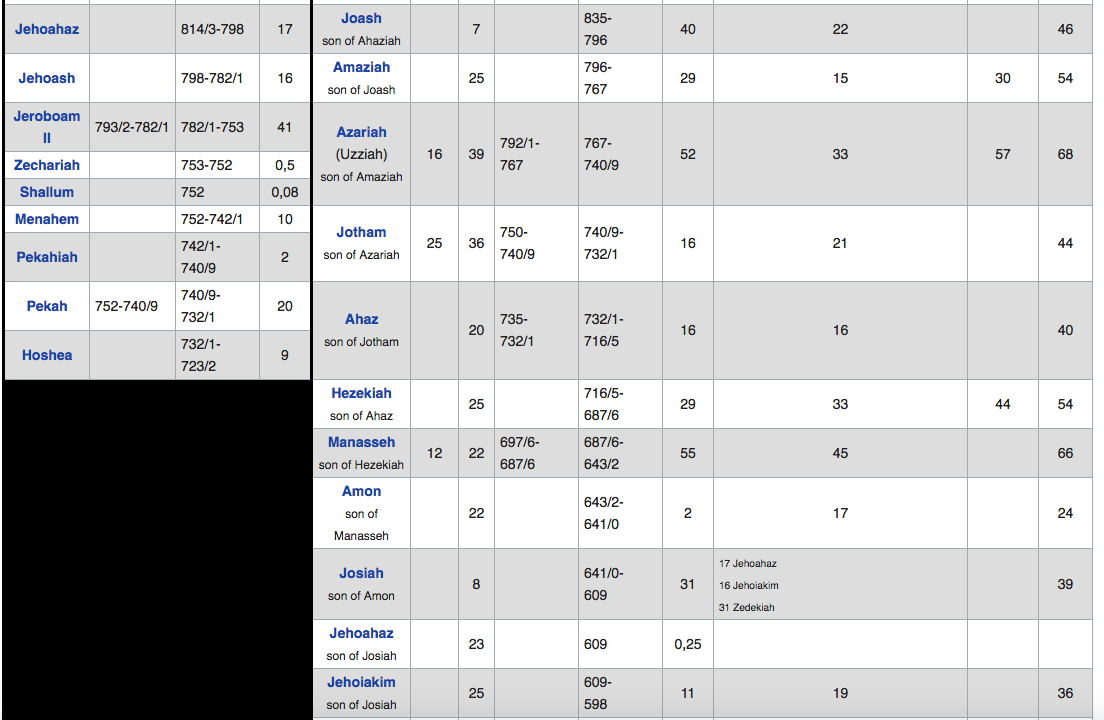 Jehoahaz 814/3-798 17
Jehoash 798-782/1 16
Jeroboam
II 793/2-782/1 782/1-753 41
Zechariah 753-752 0,5
Shallum 752 0,08
Menahem 752-742/1 10
Pekahiah 742/1-
740/9 2
Pekah 752-740/9 740/9-
732/1 20
Hoshea 732/1-
723/2 9
Joash
son of Ahaziah 7 835-
796 40 22 46
Amaziah
son of Joash 25 796-
767 29 15 30 54
Azariah
(Uzziah)
son of Amaziah 16 39 792/1-
767 767-
740/9 52 33 57 68
Jotham
son of Azariah 25 36 750-
740/9 740/9-
732/1 16 21 44
Ahaz
son of Jotham 20 735-
732/1 732/1-
716/5 16 16 40
Hezekiah
son of Ahaz 25 716/5-
687/6 29 33 44 54
Manasseh
son of Hezekiah 12 22 697/6-
687/6 687/6-
643/2 55 45 66
Amon
son of
Manasseh 22 643/2-
641/0 2 17 24
Josiah
son of Amon 8 641/0-
609 31 17 Jehoahaz
16 Jehoiakim
31 Zedekiah 39
Jehoahaz
son of Josiah 23 609 0,25
Jehoiakim
son of Josiah 25 609-
598 11 19 36